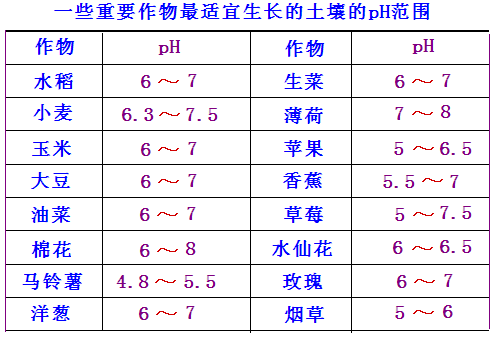 一些重要作物最适宜生长的土壤的pH范围
作物 pH 作物 pH
水稻 6～7 生菜 6～7
小麦 6.3～7.5 薄荷 7～8
玉米 6～7 苹果 5～6.5
大豆 6～7 香蕉 5.5～7
油菜 6～7 草莓 5～7.5
棉花 6～8 水仙花 6～6.5
马铃薯 4.8～5.5 玫瑰 6～7
洋葱 6～7 烟草 5～6